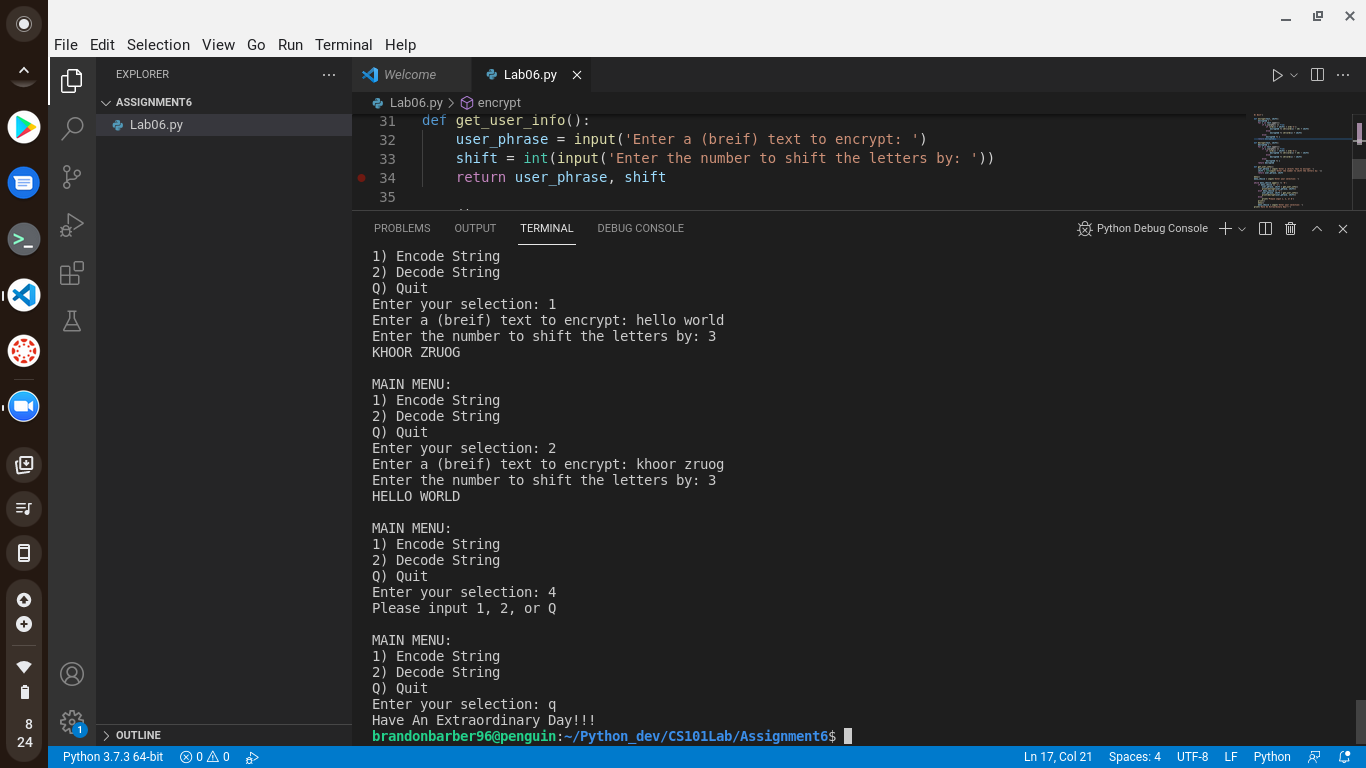 File Edit Selection View Go Run Terminal Help
EXPLORER
Welcome
Lab06.py
ASSIGNMENT6
Lab06.py > encrypt
Lab06.py
31 def get_user_info():
32 user_phrase = input('Enter a (breif) text to encrypt: ')
33 shift = int(input('Enter the number to shift the letters by: '))
34 return user_phrase, shift
35
PROBLEMS OUTPUT TERMINAL DEBUG CONSOLE
Python Debug Console
1) Encode String
2) Decode String
Q) Quit
Enter your selection: 1
Enter a (breif) text to encrypt: hello world
Enter the number to shift the letters by: 3
KHOOR ZRUOG
MAIN MENU:
1) Encode String
2) Decode String
Q) Quit
Enter your selection: 2
Enter a (breif) text to encrypt: khoor zruog
Enter the number to shift the letters by: 3
HELLO WORLD
MAIN MENU:
1) Encode String
2) Decode String
Q) Quit
Enter your selection: 4
Please input 1, 2, or Q
MAIN MENU:
1) Encode String
2) Decode String
Q) Quit
Enter your selection: q
Have An Extraordinary Day!!!
brandonbarber96@penguin:~/Python_dev/CS101Lab/Assignment6$
OUTLINE
1
8
24
Python 3.7.3 64-bit
0
0
Ln 17, Col 21
Spaces: 4
UTF-8
LF
Python